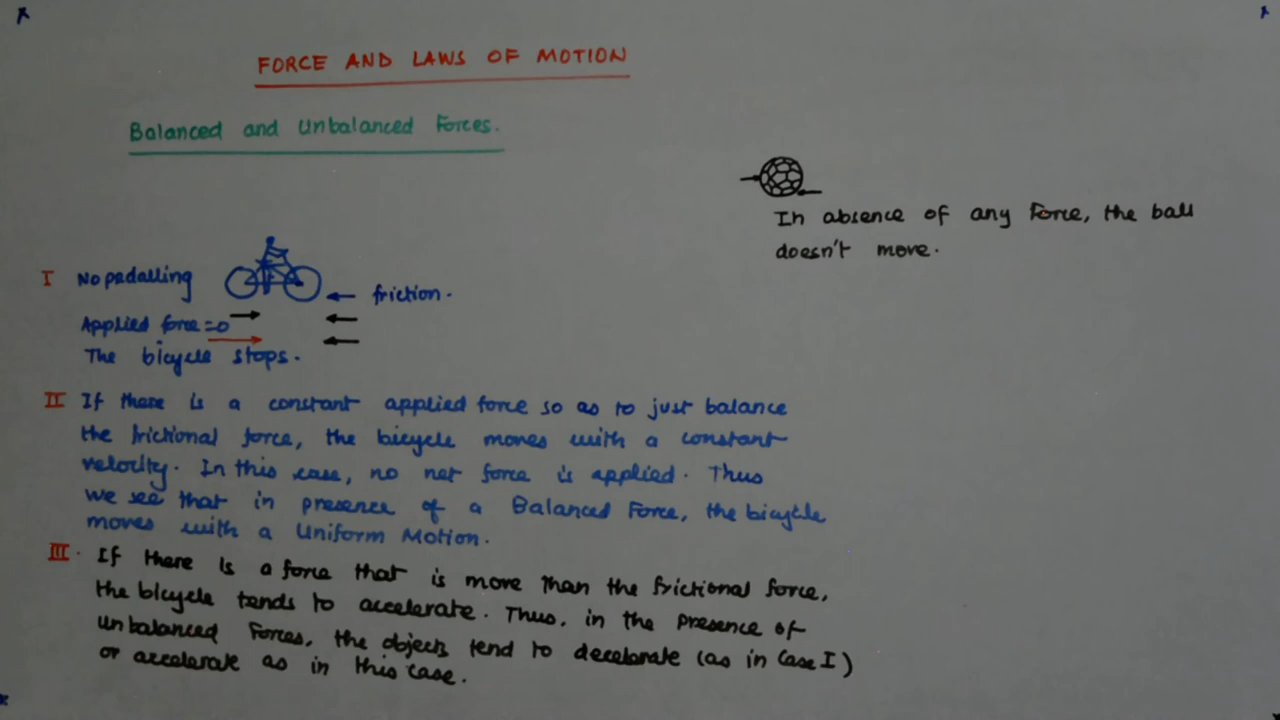 FORCE AND LAWS OF MOTION
Balanced and Unbalanced Forces.
In absence of any Force, the ball
doesn't move.
I No pedalling
friction.
Applied force=0
The bicycle stops.
II If there is a constant applied force so as to just balance
the frictional force, the bicycle moves with a constant
velocity. In this case, no net force is applied. Thus
we see that in presence of a Balanced Force, the bicycle
moves with a Uniform Motion.
III. If there is a force that is more than the frictional force,
the bicycle tends to accelerate. Thus, in the presence of
unbalanced Forces, the objects tend to decelarate (as in Case I)
or accelerate as in this case.